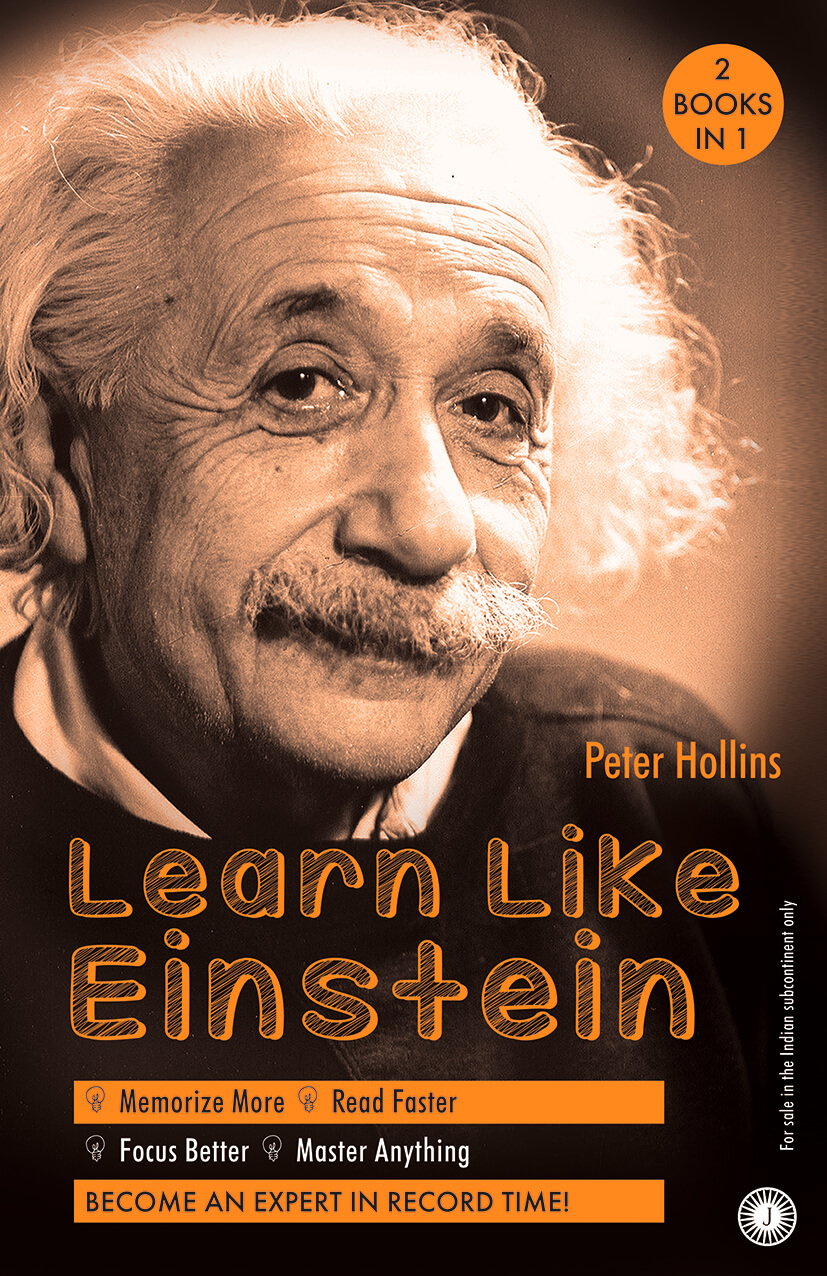 2
BOOKS
IN 1
Peter Hollins
Learn Like
Einstein
Memorize More Read Faster
Focus Better Master Anything
BECOME AN EXPERT IN RECORD TIME!
For sale in the Indian subcontinent only
J